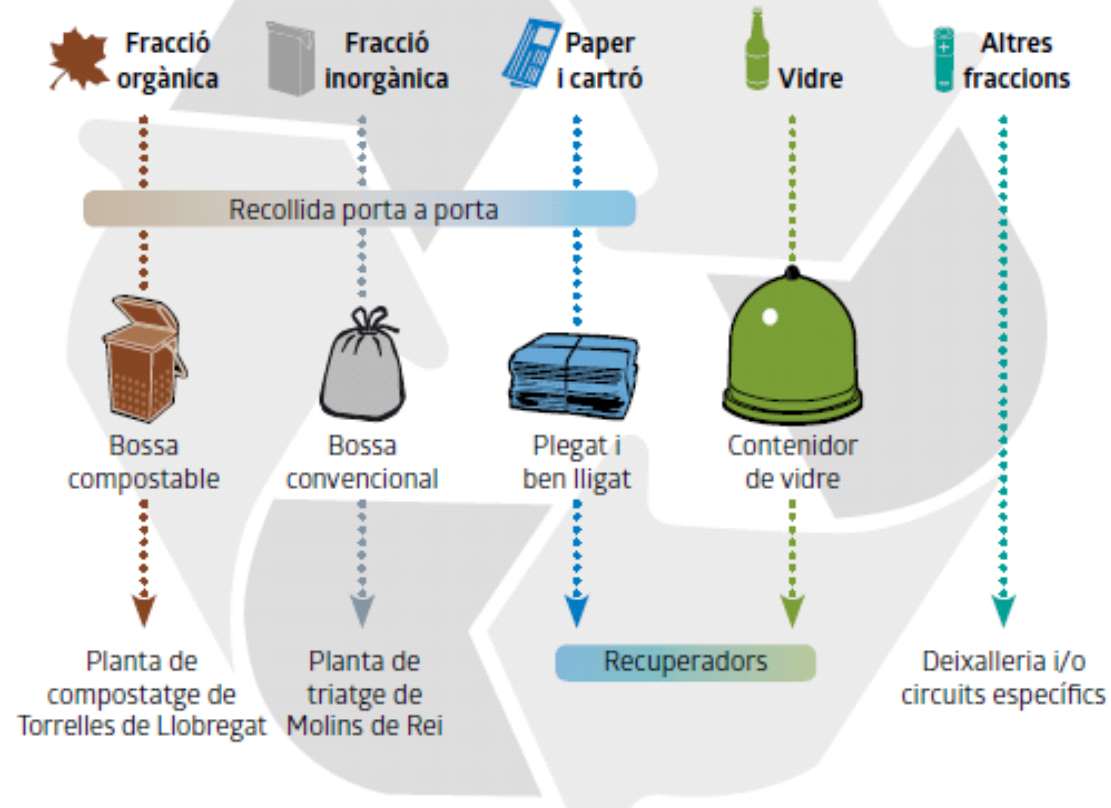 Fracció
orgànica
Fracció
inorgànica
Paper
i cartró
Vidre
Altres
fraccions
Recollida porta a porta
Bossa
compostable
Bossa
convencional
Plegat i
ben lligat
Contenidor
de vidre
Planta de
compostatge de
Torrelles de Llobregat
Planta de
triatge de
Molins de Rei
Recuperadors
Deixalleria i/o
circuits específics